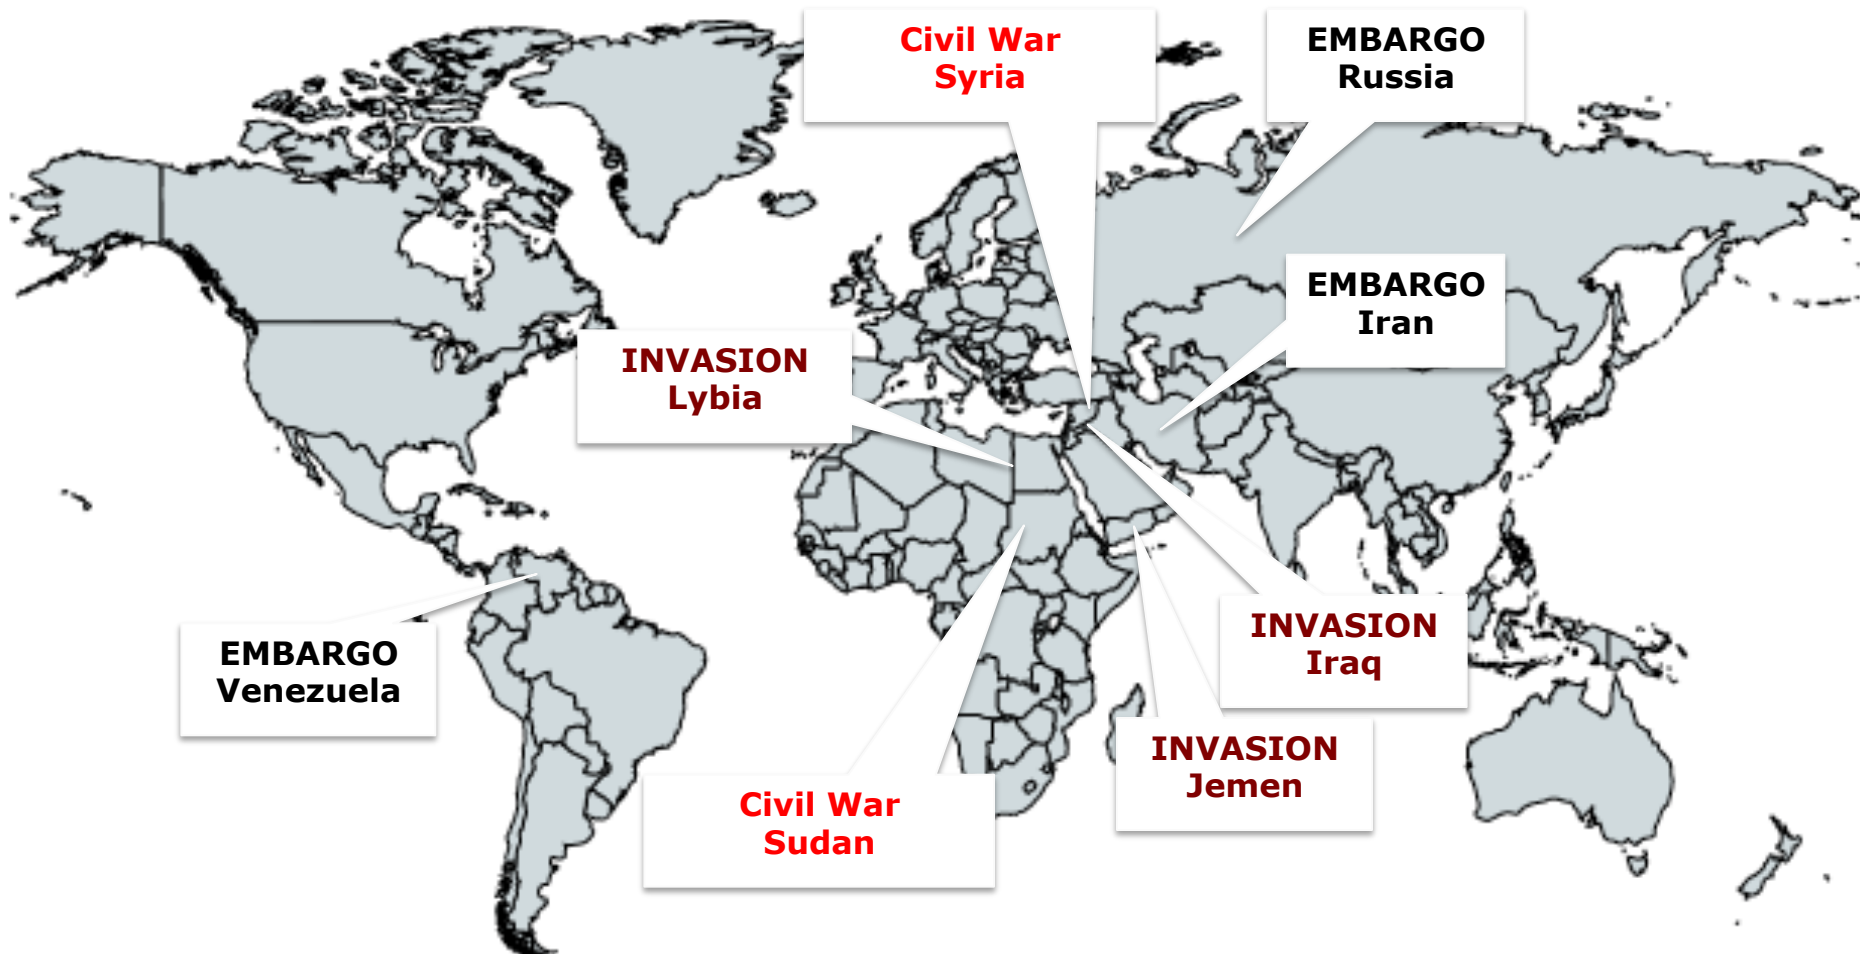 Civil War
Syria
EMBARGO
Russia
EMBARGO
Iran
INVASION
Lybia
EMBARGO
Venezuela
INVASION
Iraq
INVASION
Jemen
Civil War
Sudan